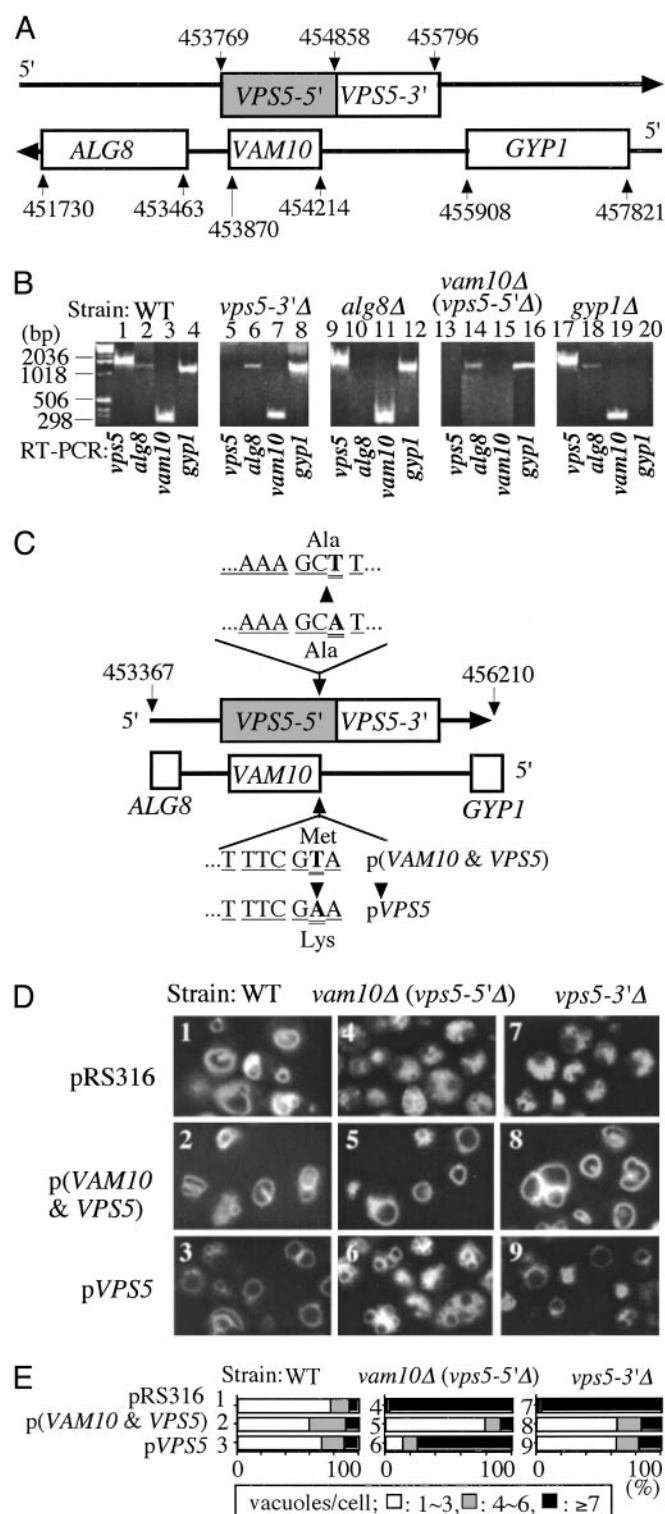 A
453769 454858 455796
5'
VPS5-5' VPS5-3'
ALG8 VAM10 GYP1
5'
451730 453463 453870 454214 455908 457821
B
Strain: WT vps5-3'Δ alg8Δ vam10Δ (vps5-5'Δ) gyp1Δ
(bp) 1 2 3 4 5 6 7 8 9 10 11 12 13 14 15 16 17 18 19 20
2036
1018
506
298
RT-PCR: vps5 alg8 vam10 gyp1 vps5 alg8 vam10 gyp1 vps5 alg8 vam10 gyp1 vps5 alg8 vam10 gyp1 vps5 alg8 vam10 gyp1
C
Ala
...AAA GCT T...
...AAA GCA T...
Ala
453367 456210
5' VPS5-5' VPS5-3'
VAM10 5'
ALG8 GYP1
Met
...T TTC GTA p(VAM10 & VPS5)
...T TTC GAA pVPS5
Lys
D
Strain: WT vam10Δ (vps5-5'Δ) vps5-3'Δ
pRS316 1 4 7
p(VAM10 & VPS5) 2 5 8
pVPS5 3 6 9
E
Strain: WT vam10Δ (vps5-5'Δ) vps5-3'Δ
pRS316 1 4 7
p(VAM10 & VPS5) 2 5 8
pVPS5 3 6 9
0 100 0 100 0 100
(%)
vacuoles/cell; : 1~3, : 4~6, : ≥7